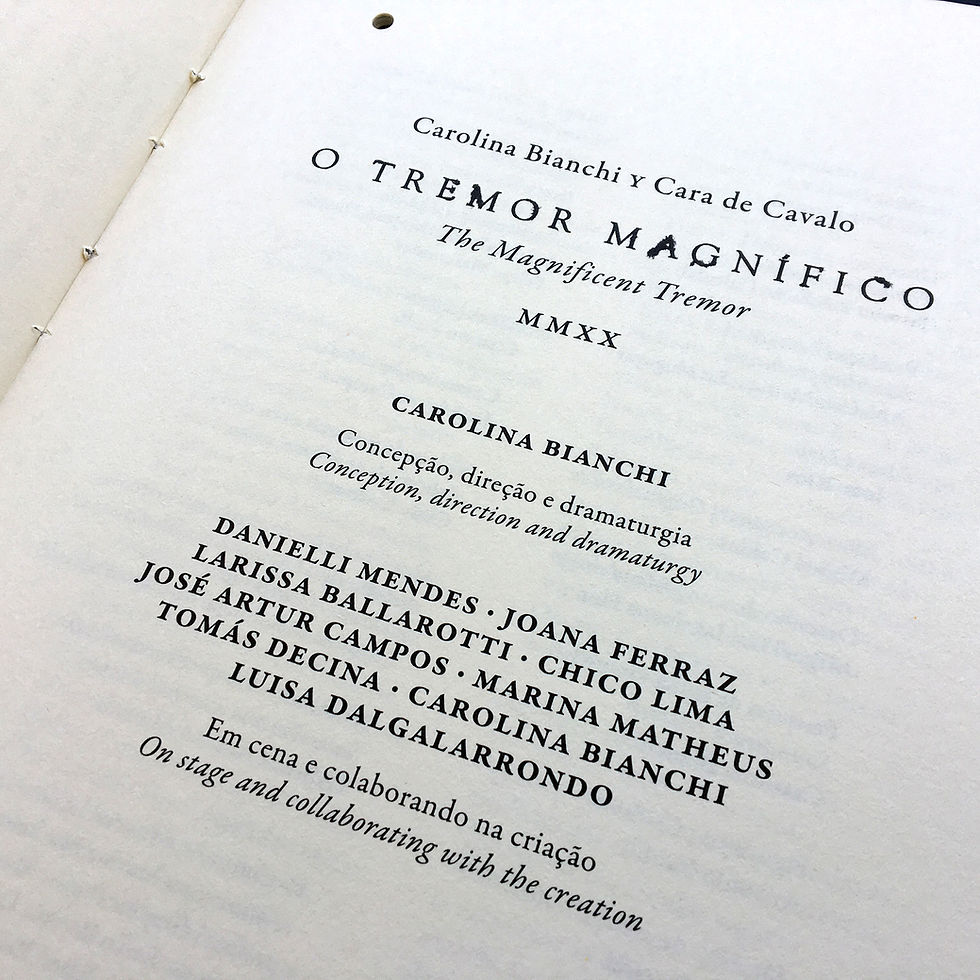 Carolina Bianchi Y Cara de Cavalo
O TREMOR MAGNÍFICO
The Magnificent Tremor
MMXX
CAROLINA BIANCHI
Concepção, direção e dramaturgia
Conception, direction and dramaturgy
DANIELLI MENDES · JOANA FERRAZ
LARISSA BALLAROTTI · CHICO LIMA
JOSÉ ARTUR CAMPOS · MARINA MATHEUS
TOMÁS DECINA · CAROLINA BIANCHI
LUISA DALGALARRONDO
Em cena e colaborando na criação
On stage and collaborating with the creation